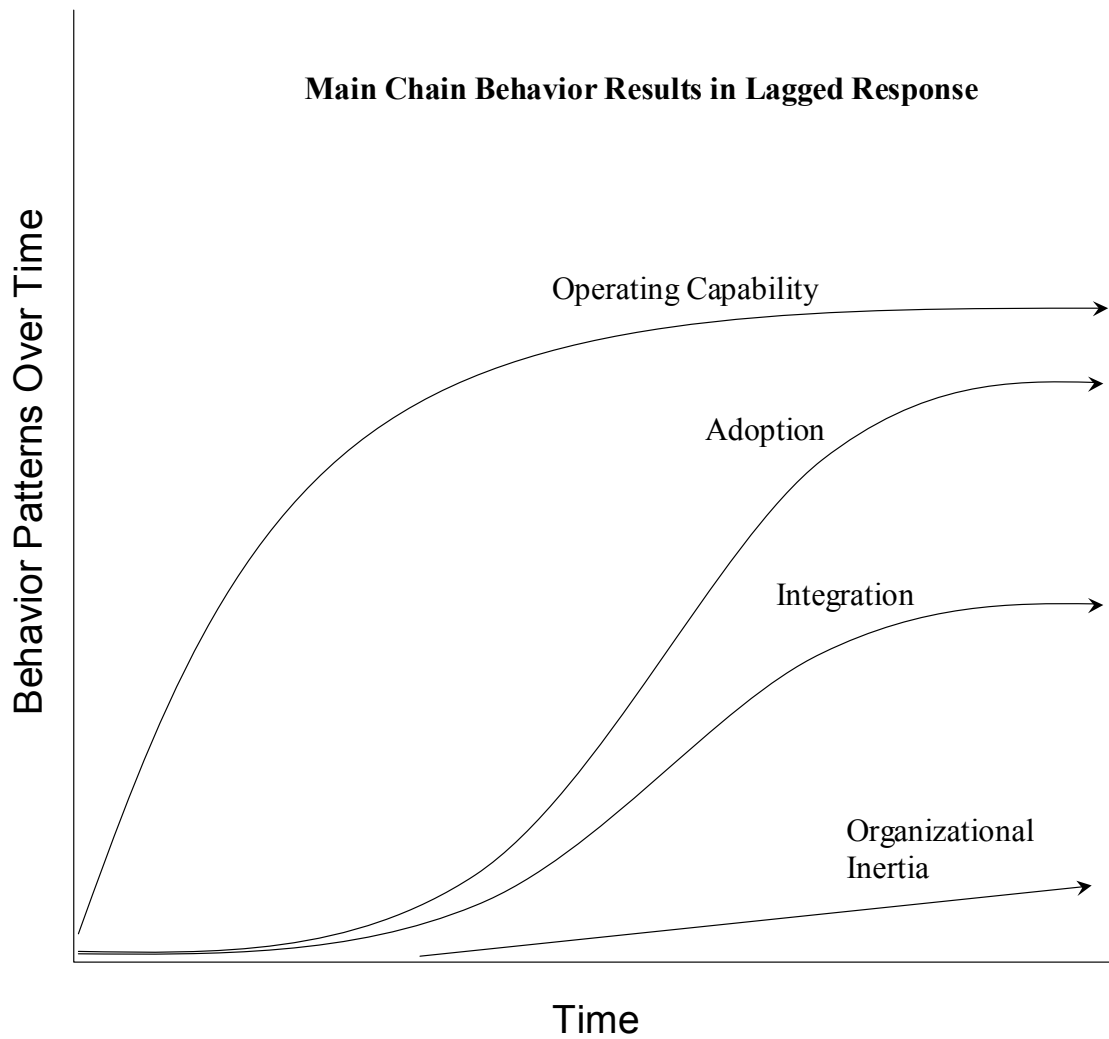 Main Chain Behavior Results in Lagged Response
Behavior Patterns Over Time
Operating Capability
Adoption
Integration
Organizational
Inertia
Time